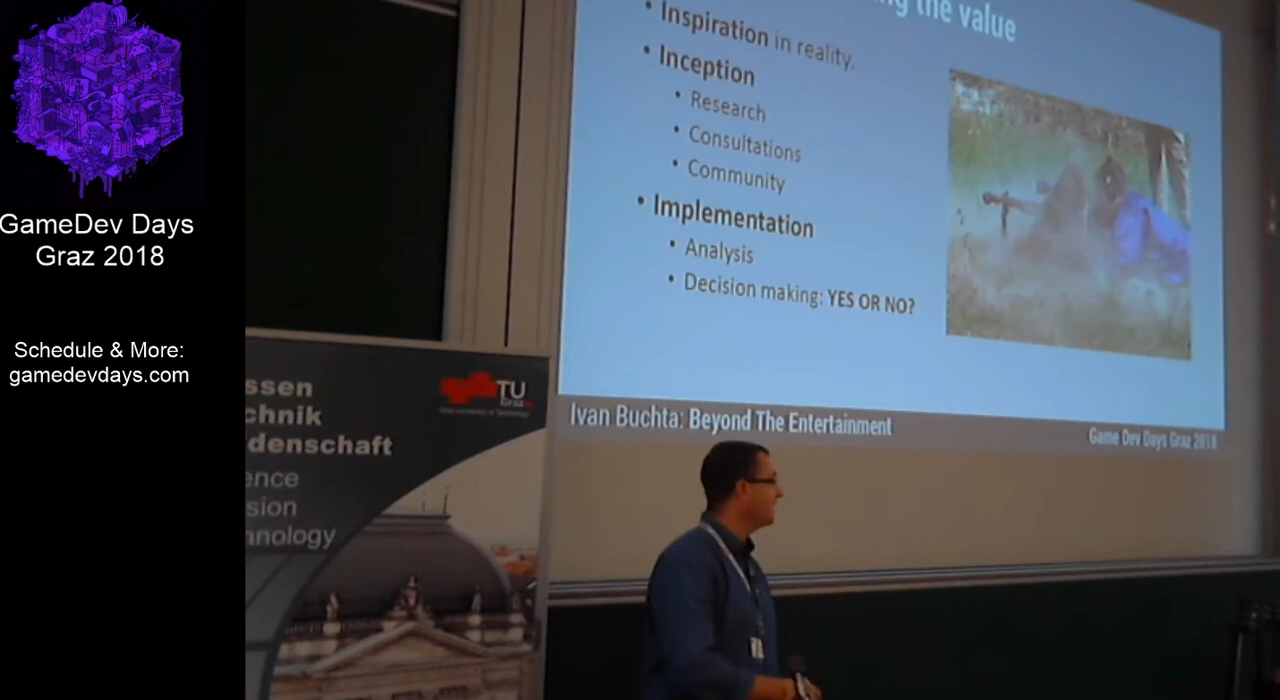 GameDev Days
Graz 2018
Schedule & More:
gamedevdays.com
the value
• Inspiration in reality.
• Inception
• Research
• Consultations
• Community
• Implementation
• Analysis
• Decision making: YES OR NO?
Ivan Buchta: Beyond The Entertainment
Game Dev Days Graz 2018
ssen
chnik
denschaft
ence
sion
hnology
TU
Graz